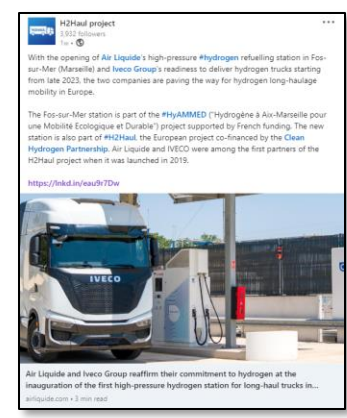 H2Haul project
3,932 followers
1w •
With the opening of Air Liquide's high-pressure #hydrogen refuelling station in Fos-
sur-Mer (Marseille) and Iveco Group's readiness to deliver hydrogen trucks starting
from late 2023, the two companies are paving the way for hydrogen long-haulage
mobility in Europe.
The Fos-sur-Mer station is part of the #HyAMMED ("Hydrogène à Aix-Marseille pour
une Mobilité Ecologique et Durable") project supported by French funding. The new
station is also part of #H2Haul, the European project co-financed by the Clean
Hydrogen Partnership. Air Liquide and IVECO were among the first partners of the
H2Haul project when it was launched in 2019.
https://lnkd.in/eau9r7Dw
IVECO
Air Liquide and Iveco Group reaffirm their commitment to hydrogen at the
inauguration of the first high-pressure hydrogen station for long-haul trucks in...
airliquide.com • 3 min read